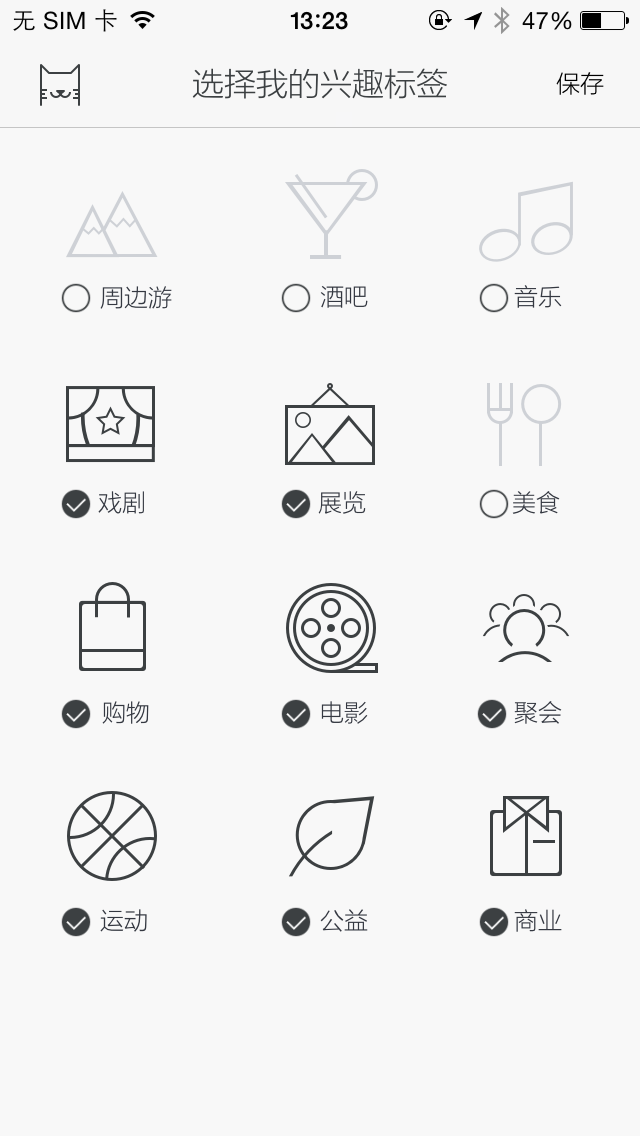 无 SIM 卡 13:23 47%
选择我的兴趣标签 保存
周边游 酒吧 音乐
戏剧 展览 美食
购物 电影 聚会
运动 公益 商业